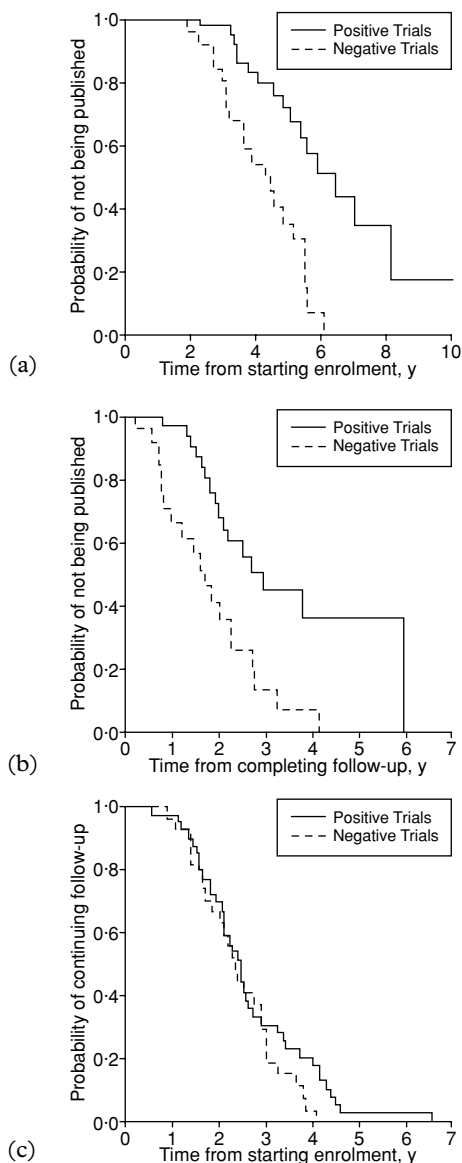 1·0
0·8
0·6
0·4
0·2
0·0
Probability of not being published
Positive Trials
Negative Trials
0 2 4 6 8 10
Time from starting enrolment, y
(a)
1·0
0·8
0·6
0·4
0·2
0·0
Probability of not being published
Positive Trials
Negative Trials
0 1 2 3 4 5 6 7
Time from completing follow-up, y
(b)
1·0
0·8
0·6
0·4
0·2
0·0
Probability of continuing follow-up
Positive Trials
Negative Trials
0 1 2 3 4 5 6 7
Time from starting enrolment, y
(c)